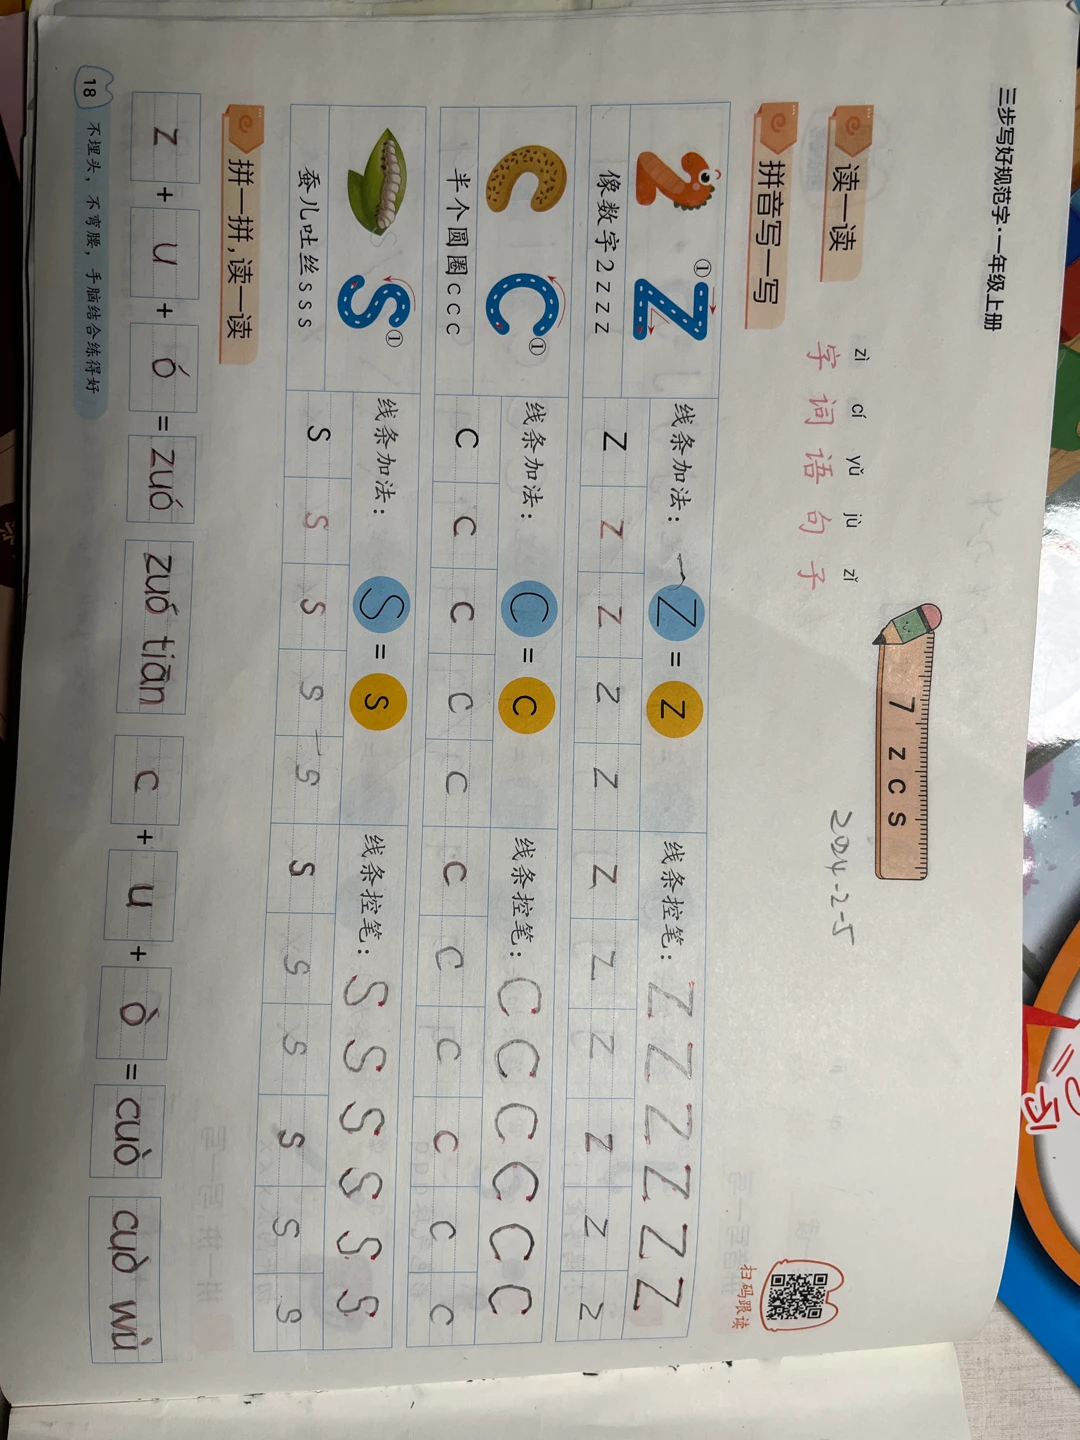 三步写好规范字·一年级上册
7 z c s
2024-2-5
读一读
zì cí yǔ jù zǐ
字词语句子
扫码跟读
拼音写一写
① z
像数字2 z z z
线条加法： z = z
线条控笔： z z z z z z
z z z z z z z z z z z
① c
半个圆圈 c c c
线条加法： c = c
线条控笔： c c c c c c
c c c c c c c c c c c
① s
蚕儿吐丝 s s s
线条加法： s = s
线条控笔： s s s s s s
s s s s s s s s s s s
拼一拼，读一读
z + u + ó = zuó zuó tiān c + u + ò = cuò cuò wù
18 不埋头，不弯腰，手脑结合练得好